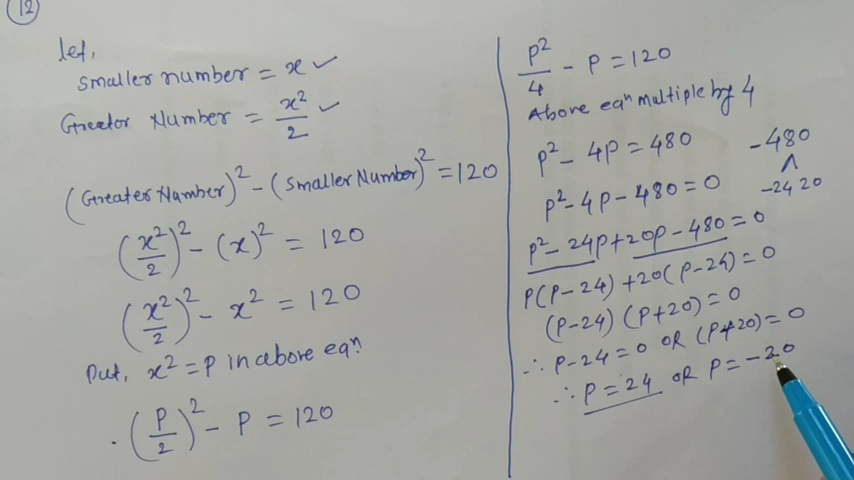 12
let,
smaller number = x ✓
Greator Number = x²/2 ✓
(Greater Number)² - (Smaller Number)² = 120
(x²/2)² - (x)² = 120
(x²/2)² - x² = 120
Put, x² = P in above eqⁿ
(P/2)² - P = 120
P²/4 - P = 120
Above eqⁿ multiple by 4
P² - 4P = 480
-480
∧
-24 20
P² - 4P - 480 = 0
P² - 24P + 20P - 480 = 0
P(P-24) + 20(P-24) = 0
(P-24) (P+20) = 0
∴ P-24 = 0 OR (P+20) = 0
∴ P = 24 OR P = -20